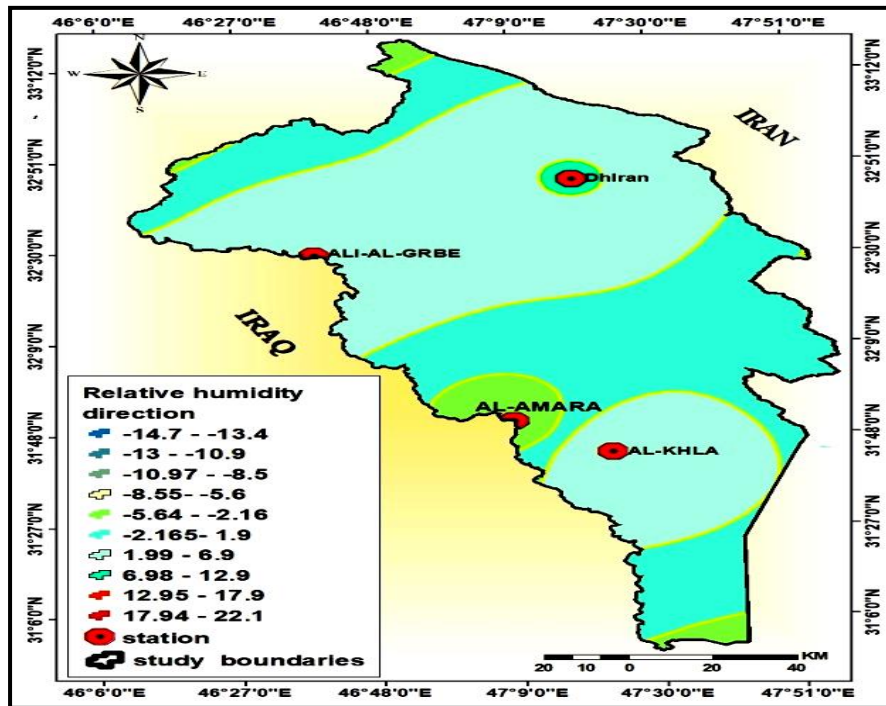 46°6'0"E 46°27'0"E 46°48'0"E 47°9'0"E 47°30'0"E 47°51'0"E
N
W E
S
33°12'0"N 33°12'0"N
IRAN
32°51'0"N 32°51'0"N
Dhiran
32°30'0"N 32°30'0"N
ALI-AL-GRBE
IRAQ
32°9'0"N 32°9'0"N
Relative humidity
direction
-14.7 - -13.4
-13 - -10.9
-10.97 - -8.5
-8.55- -5.6
-5.64 - -2.16
-2.165- 1.9
1.99 - 6.9
6.98 - 12.9
12.95 - 17.9
17.94 - 22.1
station
study boundaries
AL-AMARA
31°48'0"N 31°48'0"N
AL-KHLA
31°27'0"N 31°27'0"N
31°6'0"N 31°6'0"N
20 10 0 20 40 KM
46°6'0"E 46°27'0"E 46°48'0"E 47°9'0"E 47°30'0"E 47°51'0"E